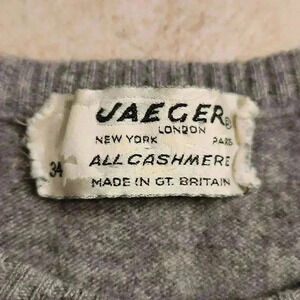 JAEGER®
LONDON
NEW YORK PARIS
34 ALL CASHMERE
MADE IN GT. BRITAIN